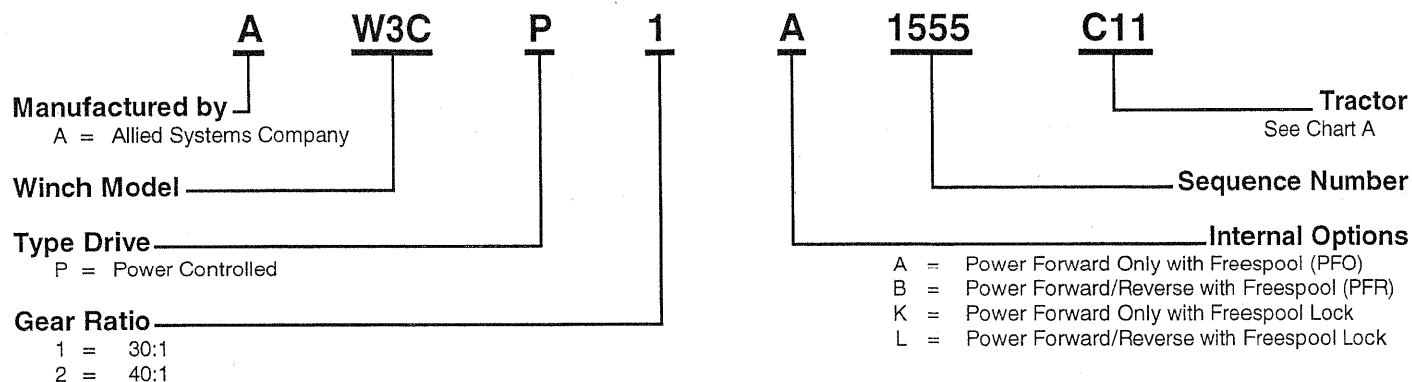 A W3C P 1 A 1555 C11
Manufactured by
A = Allied Systems Company
Winch Model
Type Drive
P = Power Controlled
Gear Ratio
1 = 30:1
2 = 40:1
Tractor
See Chart A
Sequence Number
Internal Options
A = Power Forward Only with Freespool (PFO)
B = Power Forward/Reverse with Freespool (PFR)
K = Power Forward Only with Freespool Lock
L = Power Forward/Reverse with Freespool Lock